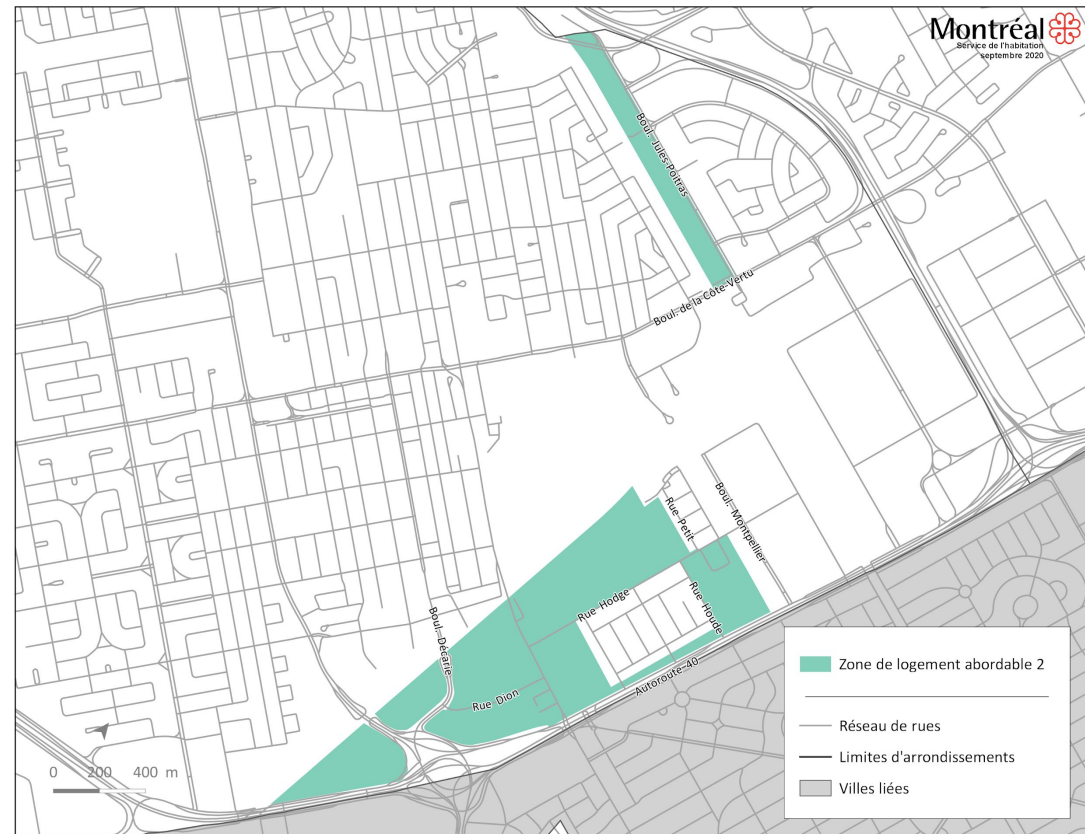 Montréal
Service de l'habitation
septembre 2020
Boul. Jules-Poitras
Boul. de la Côte-Vertu
Boul. Montpellier
Rue Petit
Rue Hodge
Rue Houde
Boul. Décarie
Rue Dion
Autoroute 40
0 200 400 m
Zone de logement abordable 2
Réseau de rues
Limites d'arrondissements
Villes liées